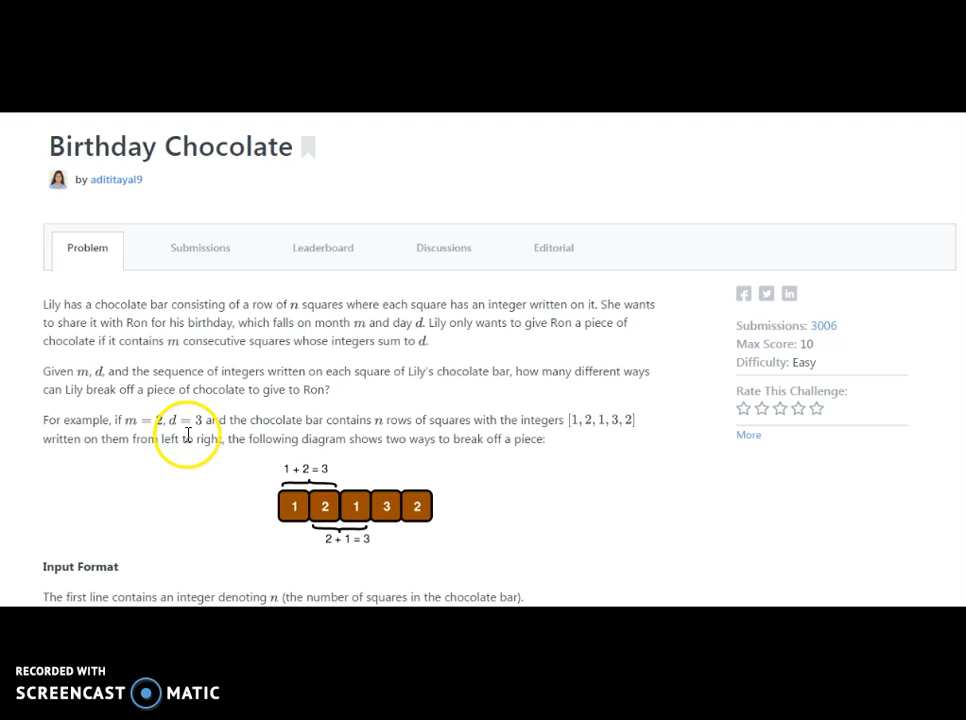 Birthday Chocolate
by adititayal9
Problem Submissions Leaderboard Discussions Editorial
Lily has a chocolate bar consisting of a row of n squares where each square has an integer written on it. She wants
to share it with Ron for his birthday, which falls on month m and day d. Lily only wants to give Ron a piece of
chocolate if it contains m consecutive squares whose integers sum to d.
Given m, d, and the sequence of integers written on each square of Lily's chocolate bar, how many different ways
can Lily break off a piece of chocolate to give to Ron?
For example, if m = 2, d = 3 and the chocolate bar contains n rows of squares with the integers [1, 2, 1, 3, 2]
written on them from left to right, the following diagram shows two ways to break off a piece:
1 + 2 = 3
1 2 1 3 2
2 + 1 = 3
Input Format
The first line contains an integer denoting n (the number of squares in the chocolate bar).
Submissions: 3006
Max Score: 10
Difficulty: Easy
Rate This Challenge:
More
RECORDED WITH
SCREENCAST MATIC